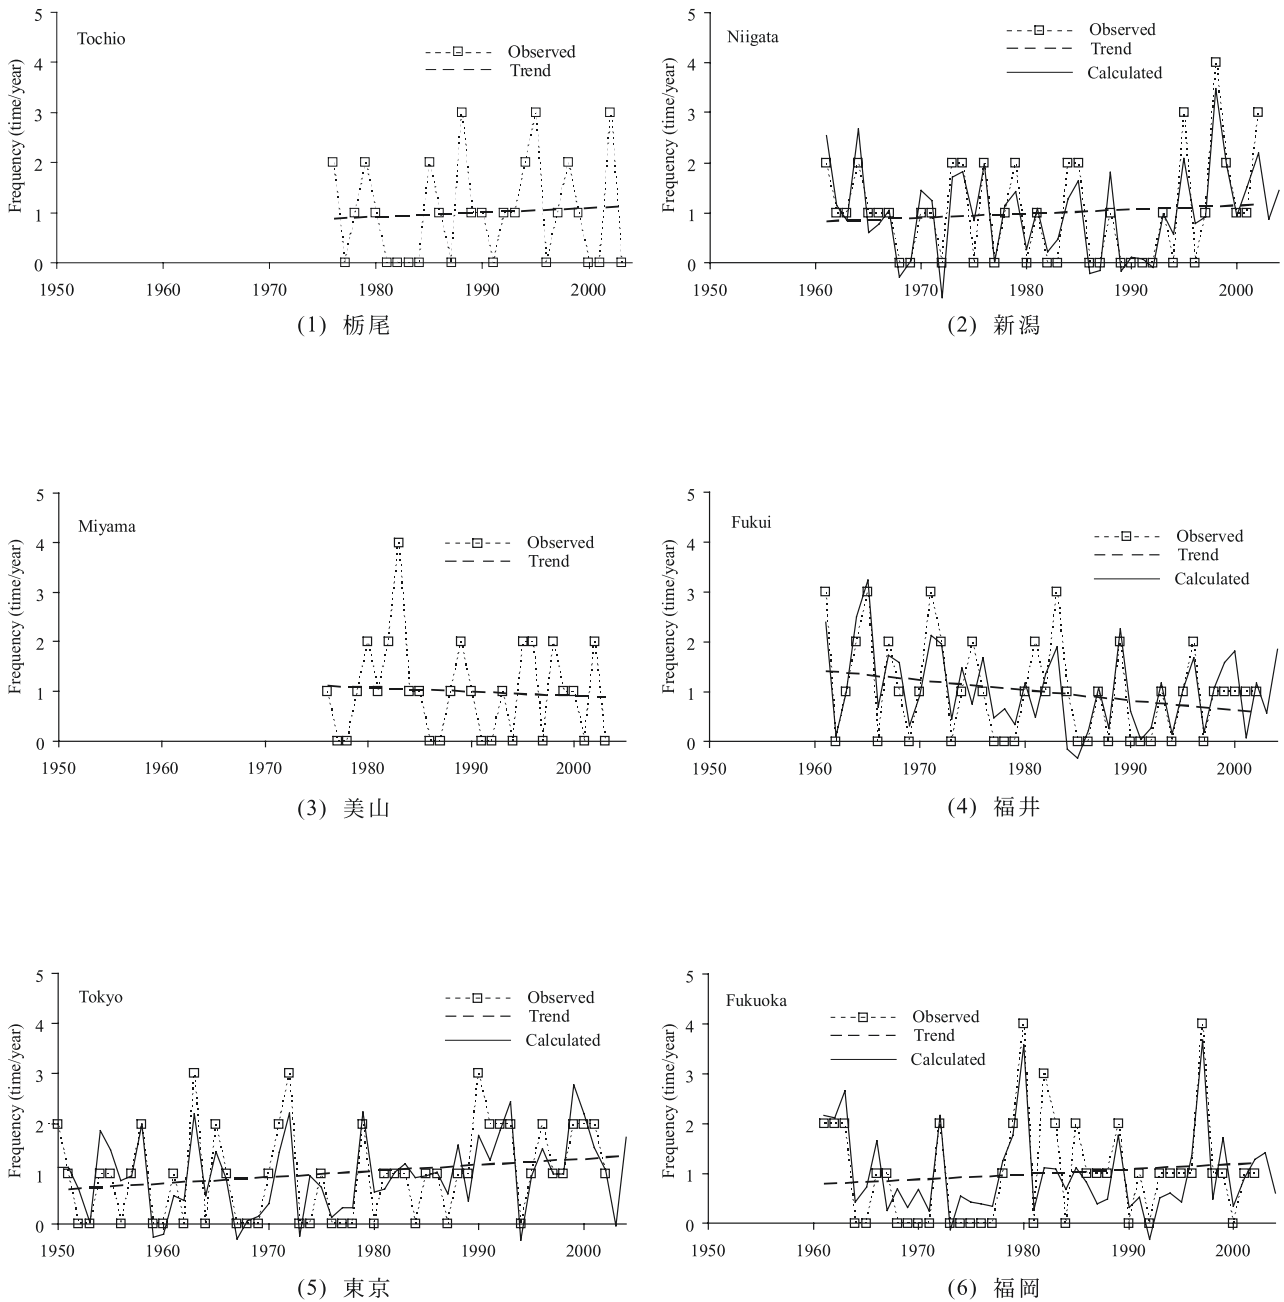 Tochio
Observed
Trend
Frequency (time/year)
5
4
3
2
1
0
1950 1960 1970 1980 1990 2000
(1) 栃尾
Niigata
Observed
Trend
Calculated
Frequency (time/year)
5
4
3
2
1
0
1950 1960 1970 1980 1990 2000
(2) 新潟
Miyama
Observed
Trend
Frequency (time/year)
5
4
3
2
1
0
1950 1960 1970 1980 1990 2000
(3) 美山
Fukui
Observed
Trend
Calculated
Frequency (time/year)
5
4
3
2
1
0
1950 1960 1970 1980 1990 2000
(4) 福井
Tokyo
Observed
Trend
Calculated
Frequency (time/year)
5
4
3
2
1
0
1950 1960 1970 1980 1990 2000
(5) 東京
Fukuoka
Observed
Trend
Calculated
Frequency (time/year)
5
4
3
2
1
0
1950 1960 1970 1980 1990 2000
(6) 福岡